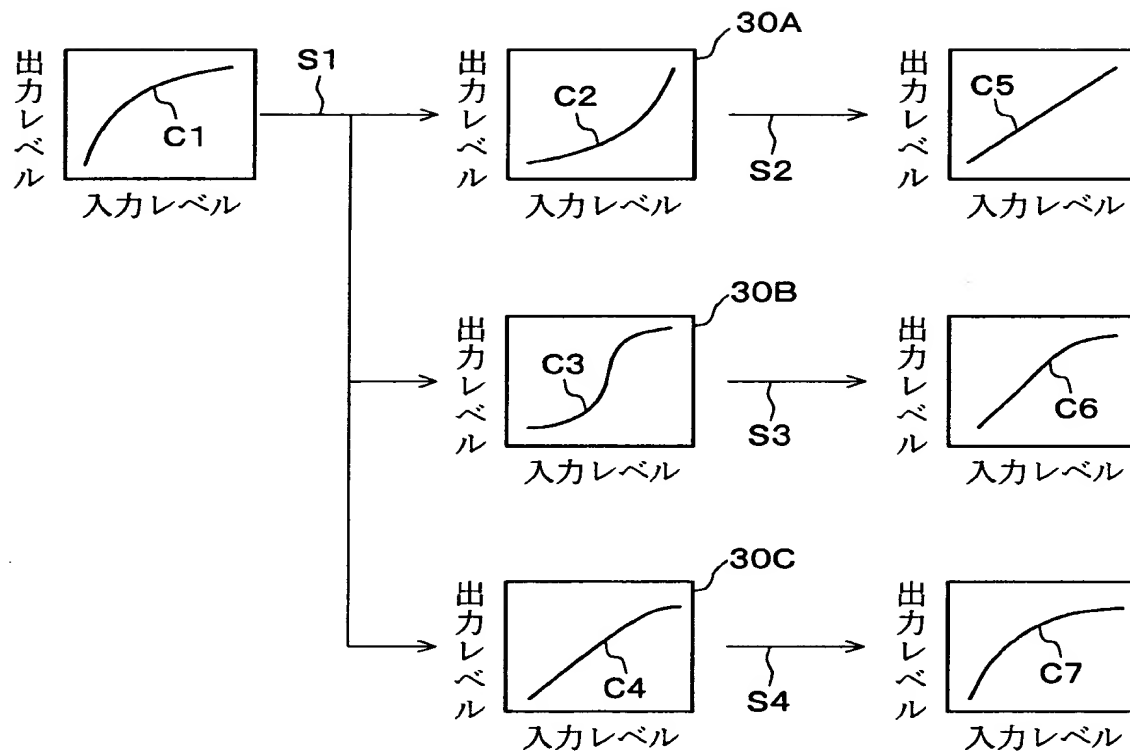 出力レベル
C1
入力レベル
S1
30A
出力レベル
C2
入力レベル
S2
出力レベル
C5
入力レベル
30B
出力レベル
C3
入力レベル
S3
出力レベル
C6
入力レベル
30C
出力レベル
C4
入力レベル
S4
出力レベル
C7
入力レベル